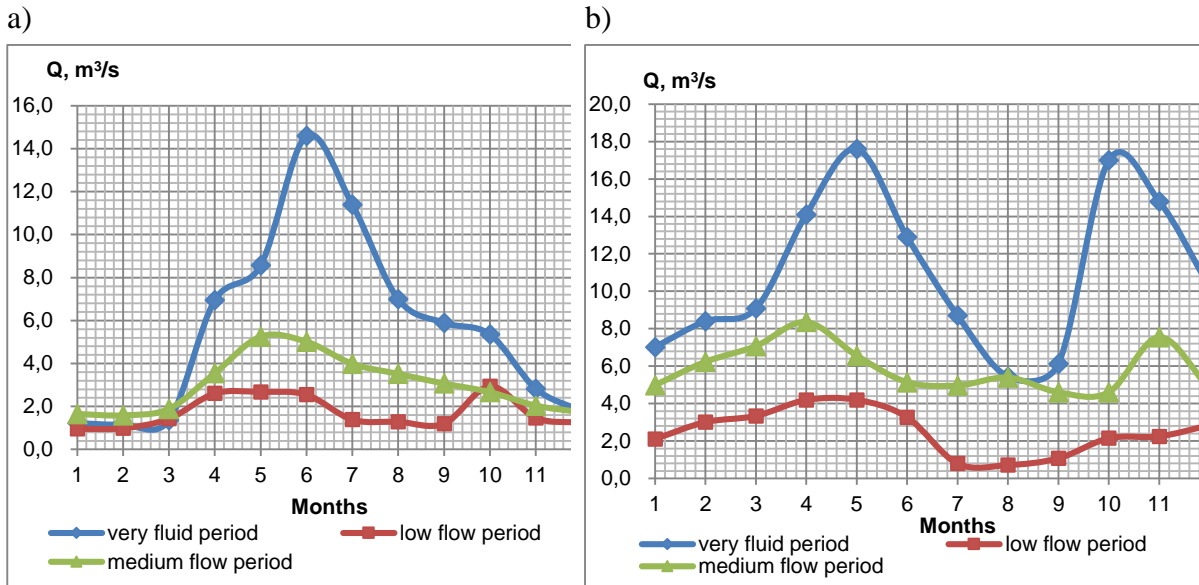 a)
Q, m³/s
16,0
14,0
12,0
10,0
8,0
6,0
4,0
2,0
0,0
1 2 3 4 5 6 7 8 9 10 11
Months
very fluid period low flow period
medium flow period
b)
Q, m³/s
20,0
18,0
16,0
14,0
12,0
10,0
8,0
6,0
4,0
2,0
0,0
1 2 3 4 5 6 7 8 9 10 11
Months
very fluid period low flow period
medium flow period